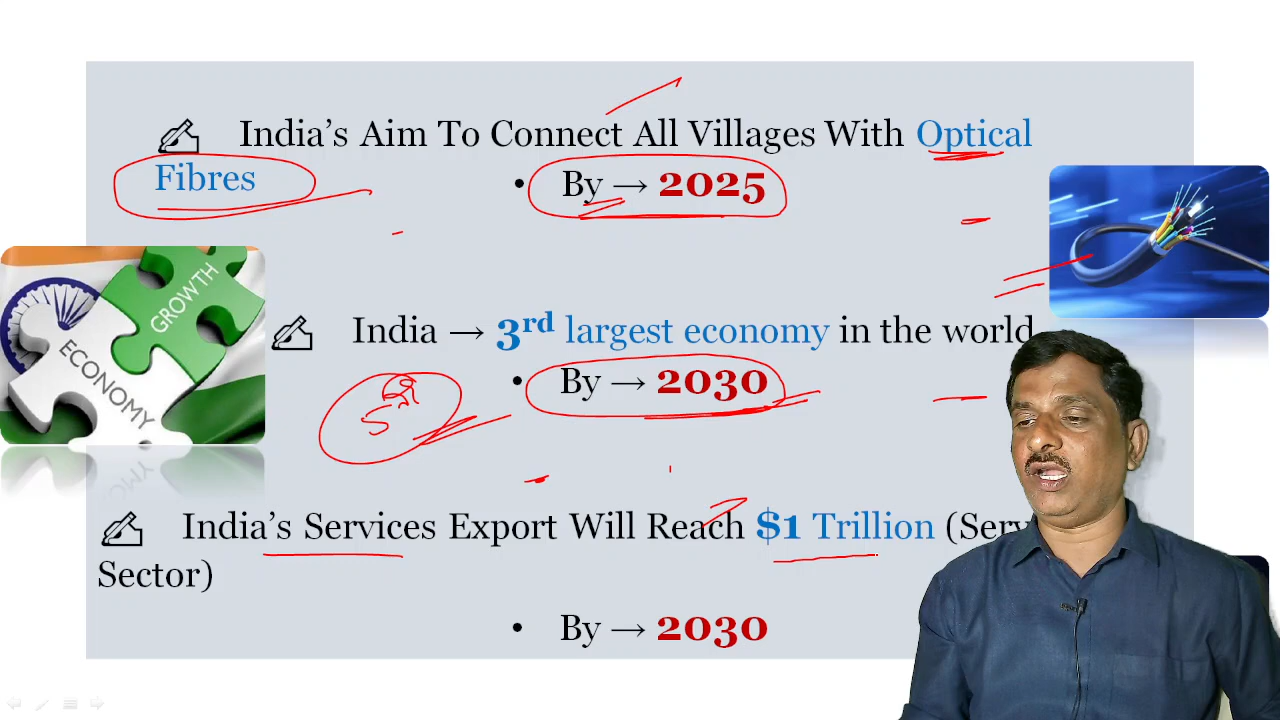 India's Aim To Connect All Villages With Optical
Fibres
• By → 2025
GROWTH
ECONOMY
India → 3rd largest economy in the world
• By → 2030
5
India's Services Export Will Reach $1 Trillion (Serv
Sector)
• By → 2030